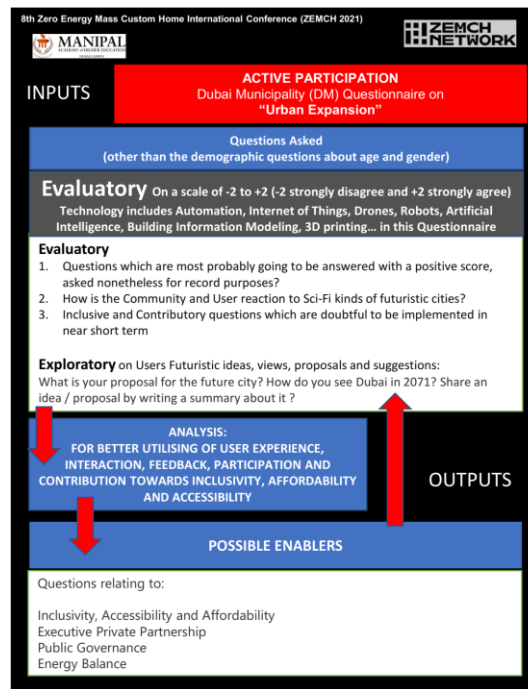 8th Zero Energy Mass Custom Home International Conference (ZEMCH 2021)
MANIPAL
ACADEMY of HIGHER EDUCATION
ZEMCH
NETWORK
INPUTS
ACTIVE PARTICIPATION
Dubai Municipality (DM) Questionnaire on
“Urban Expansion”
Questions Asked
(other than the demographic questions about age and gender)
Evaluatory On a scale of -2 to +2 (-2 strongly disagree and +2 strongly agree)
Technology includes Automation, Internet of Things, Drones, Robots, Artificial
Intelligence, Building Information Modeling, 3D printing… in this Questionnaire
Evaluatory
1. Questions which are most probably going to be answered with a positive score,
asked nonetheless for record purposes?
2. How is the Community and User reaction to Sci-Fi kinds of futuristic cities?
3. Inclusive and Contributory questions which are doubtful to be implemented in
near short term
Exploratory on Users Futuristic ideas, views, proposals and suggestions:
What is your proposal for the future city? How do you see Dubai in 2071? Share an
idea / proposal by writing a summary about it ?
ANALYSIS:
FOR BETTER UTILISING OF USER EXPERIENCE,
INTERACTION, FEEDBACK, PARTICIPATION AND
CONTRIBUTION TOWARDS INCLUSIVITY, AFFORDABILITY
AND ACCESSIBILITY
OUTPUTS
POSSIBLE ENABLERS
Questions relating to:
Inclusivity, Accessibility and Affordability
Executive Private Partnership
Public Governance
Energy Balance